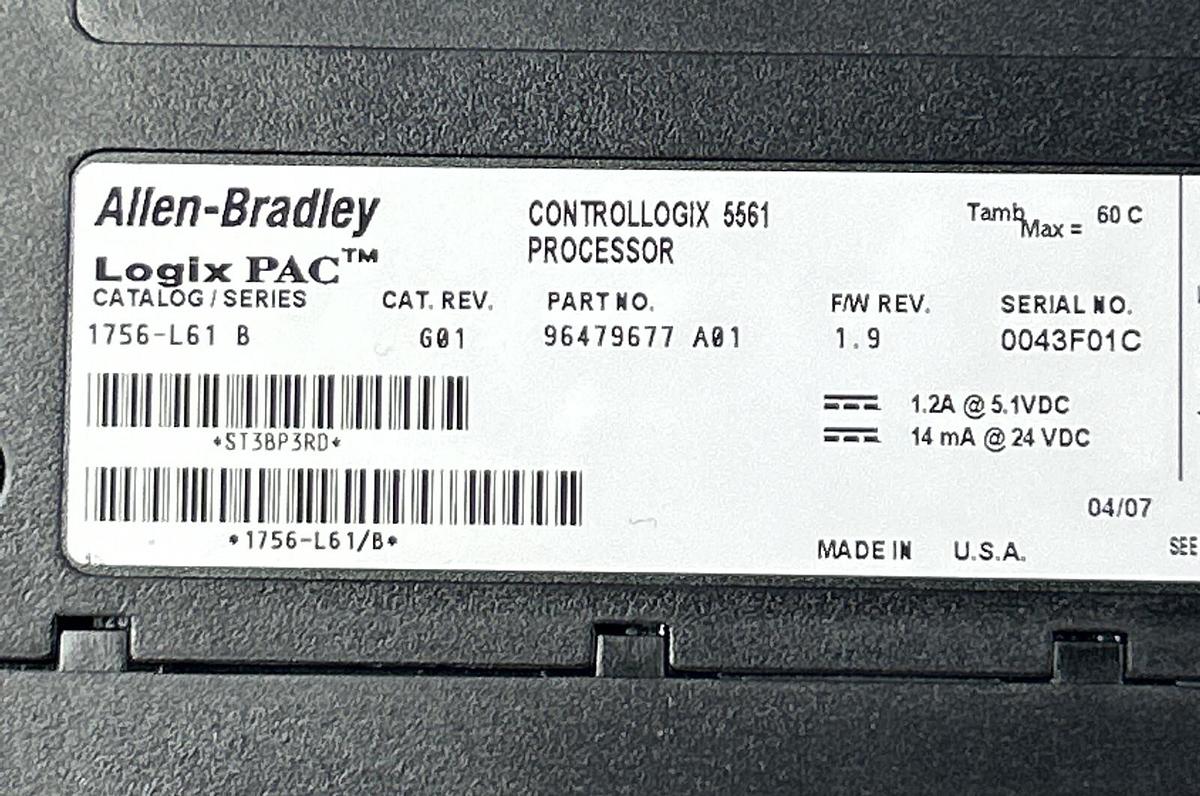 Allen-Bradley
Logix PAC™
CONTROLLOGIX 5561
PROCESSOR
Tamb Max = 60 C
CATALOG / SERIES CAT. REV. PART NO. F/W REV. SERIAL NO.
1756-L61 B G01 96479677 A01 1.9 0043F01C
*ST3BP3RD*
1.2A @ 5.1VDC
14 mA @ 24 VDC
*1756-L61/B*
04/07
MADE IN U.S.A.
SEE